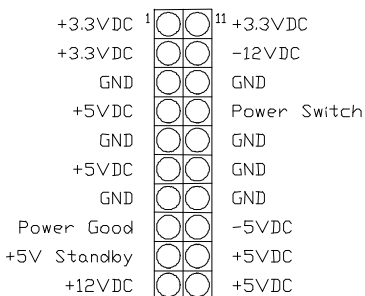 +3.3VDC 1 11 +3.3VDC
+3.3VDC -12VDC
GND GND
+5VDC Power Switch
GND GND
+5VDC GND
GND GND
Power Good -5VDC
+5V Standby +5VDC
+12VDC +5VDC